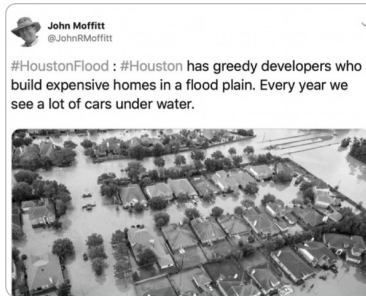 John Moffitt
@JohnRMoffitt
#HoustonFlood : #Houston has greedy developers who
build expensive homes in a flood plain. Every year we
see a lot of cars under water.